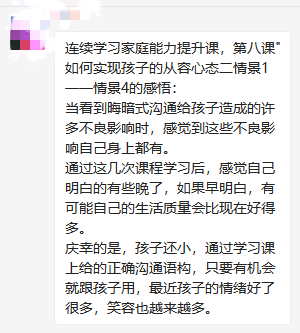 连续学习家庭能力提升课，第八课"
如何实现孩子的从容心态二情景1
——情景4的感悟：
当看到晦暗式沟通给孩子造成的许
多不良影响时，感觉到这些不良影
响自己身上都有。
通过这几次课程学习后，感觉自己
明白的有些晚了，如果早明白，有
可能自己的生活质量会比现在好得
多。
庆幸的是，孩子还小，通过学习课
上给的正确沟通语构，只要有机会
就跟孩子用，最近孩子的情绪好了
很多，笑容也越来越多。